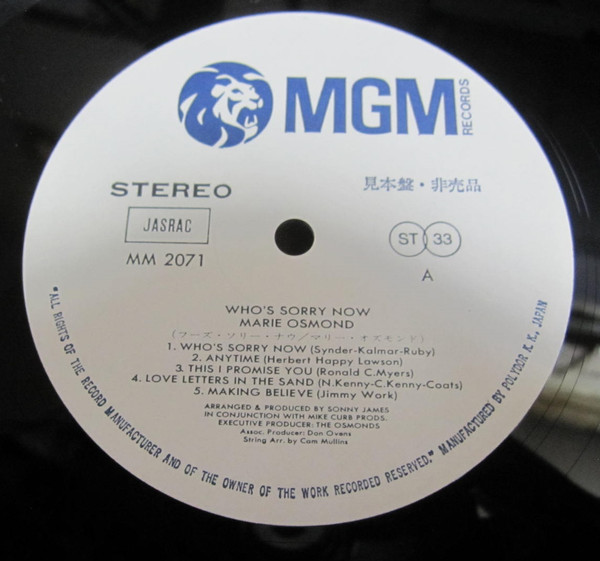 MGM RECORDS
STEREO
見本盤・非売品
JASRAC
ST 33
MM 2071
A
WHO'S SORRY NOW
MARIE OSMOND
(フーズ・ソリー・ナウ/マリー・オズモンド)
1. WHO'S SORRY NOW (Synder-Kalmar-Ruby)
2. ANYTIME (Herbert Happy Lawson)
3. THIS I PROMISE YOU (Ronald C.Myers)
4. LOVE LETTERS IN THE SAND (N.Kenny-C.Kenny-Coats)
5. MAKING BELIEVE (Jimmy Work)
ARRANGED & PRODUCED BY SONNY JAMES
IN CONJUNCTION WITH MIKE CURB PRODS.
EXECUTIVE PRODUCER: THE OSMONDS
Assoc. Producer: Don Ovens
String Arr. by Cam Mullins
"ALL RIGHTS OF THE RECORD MANUFACTURER AND OF THE OWNER OF THE WORK RECORDED RESERVED." MANUFACTURED BY POLYDOR K. K., JAPAN